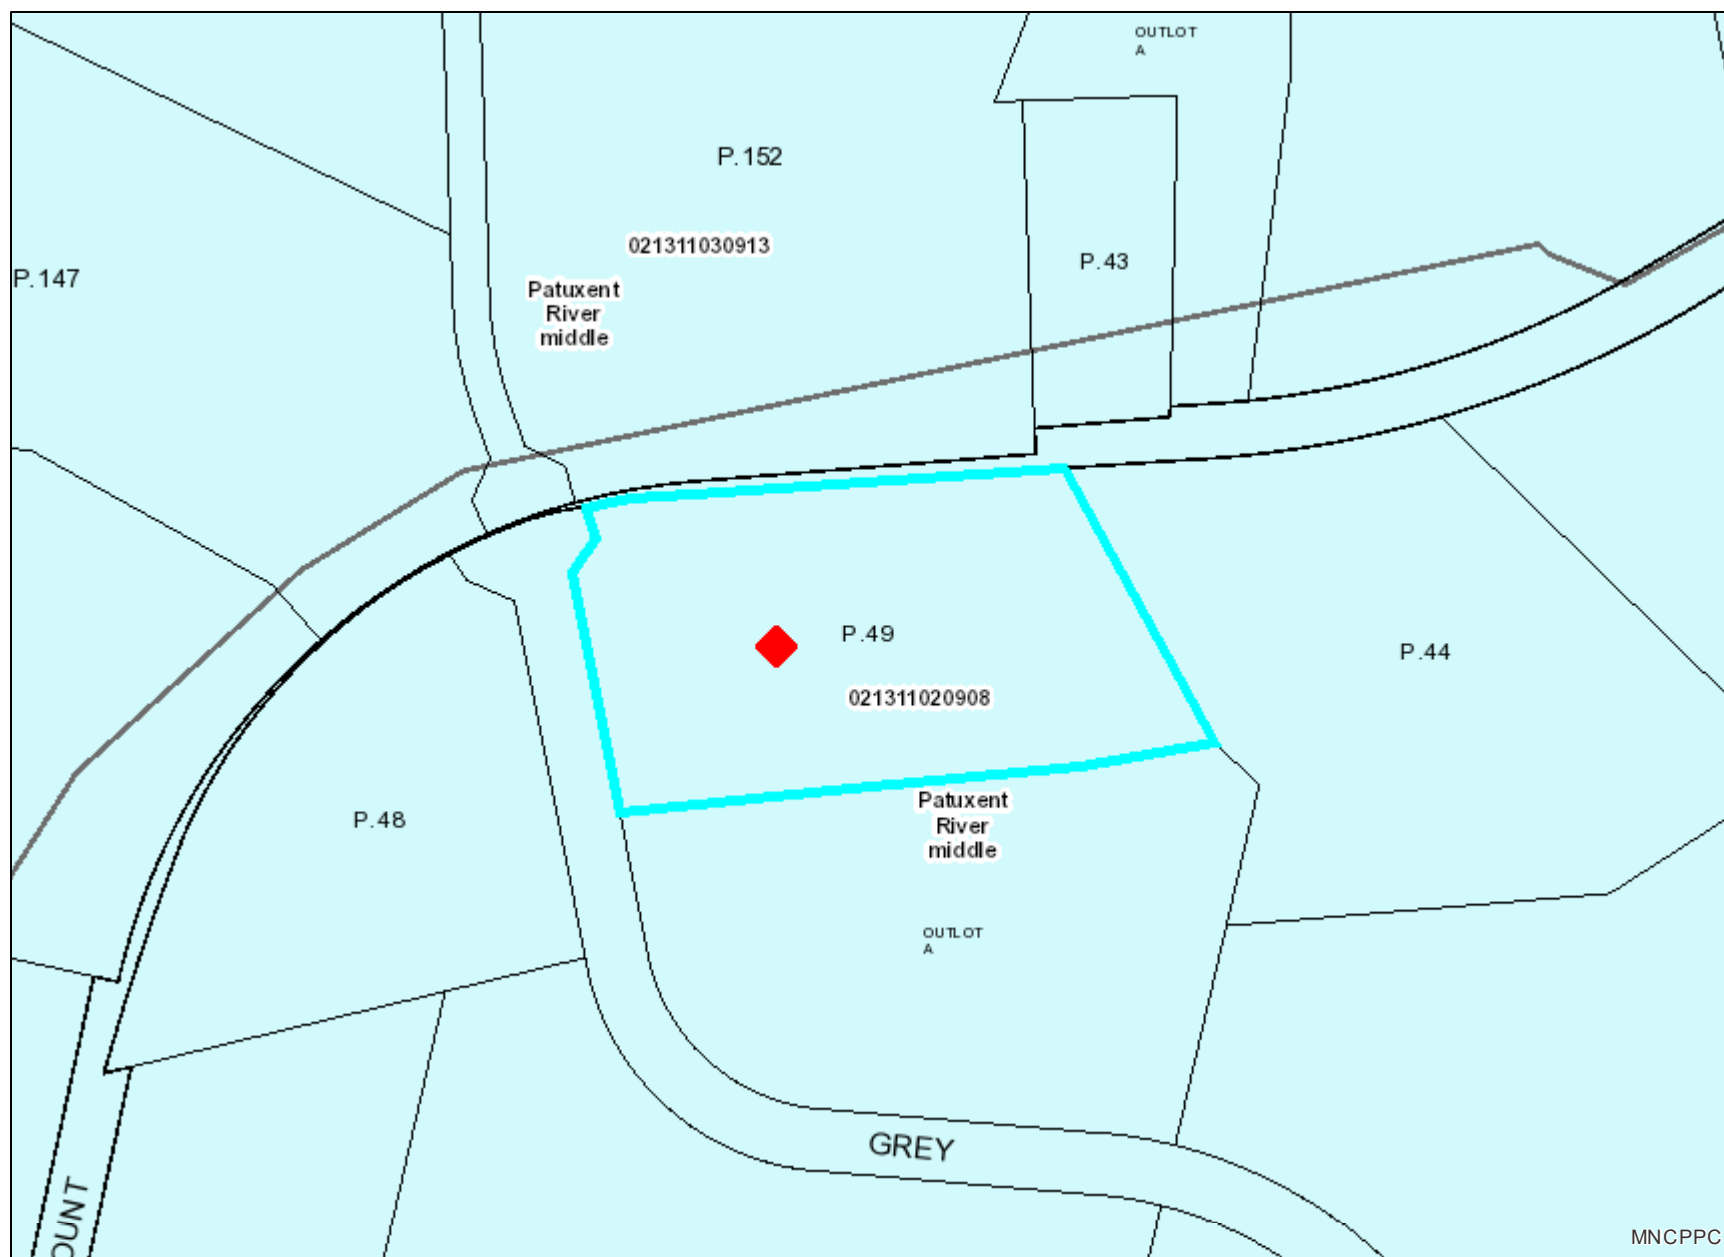 OUTLOT
A
P.152
021311030913
P.43
P.147
Patuxent
River
middle
P.49
P.44
021311020908
Patuxent
River
middle
P.48
OUTLOT
A
GREY
OUNT
MNCPPC